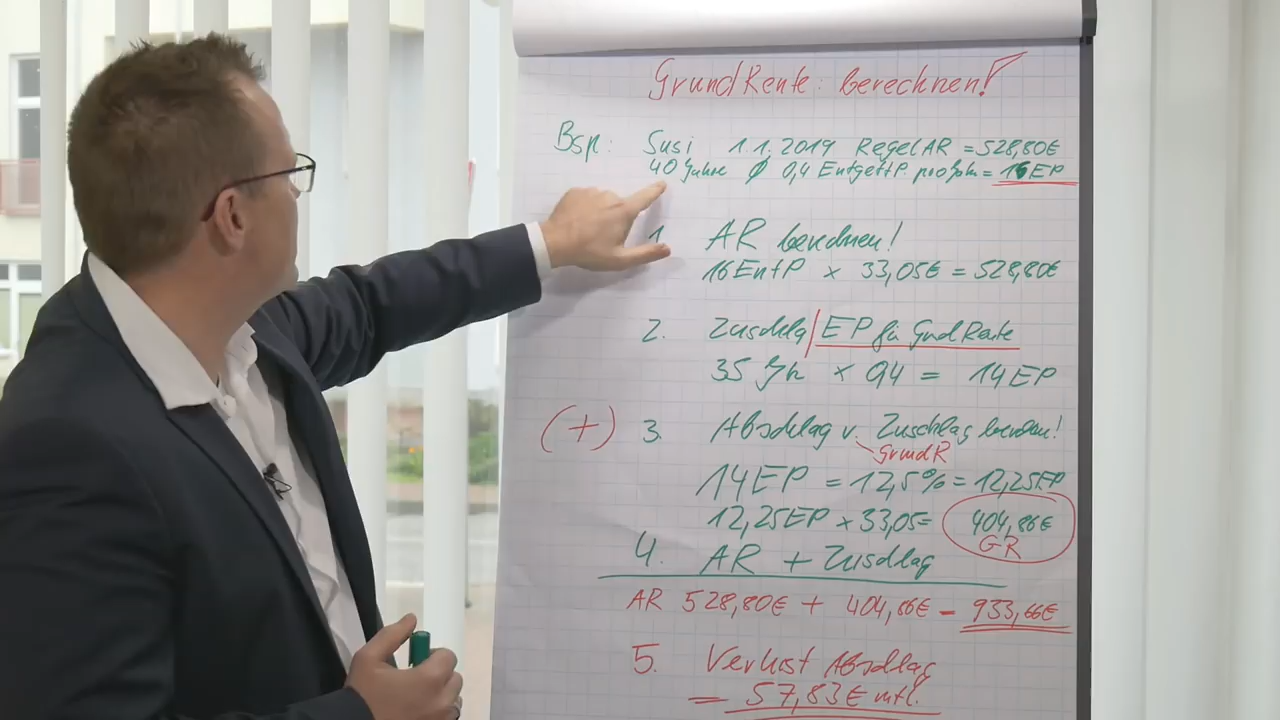 GrundRente: berechnen!
Bsp: Susi 1.1.2019 Regel AR = 528,80€
40 Jahre Ø 0,4 EntgeltP pro Jahr = 16 EP
1. AR berechnen!
16 EntP x 33,05€ = 528,80€
2. Zuschlag / EP für GrundRente
35 Jhr x 0,4 = 14 EP
(+) 3. Abschlag v. Zuschlag berechnen!
GrundR
14 EP = 12,5% = 12,25 EP
12,25 EP x 33,05 = 404,86€
GR
4. AR + Zuschlag
AR 528,80€ + 404,86€ = 933,66€
5. Verlust Abschlag
= 57,83€ mtl.